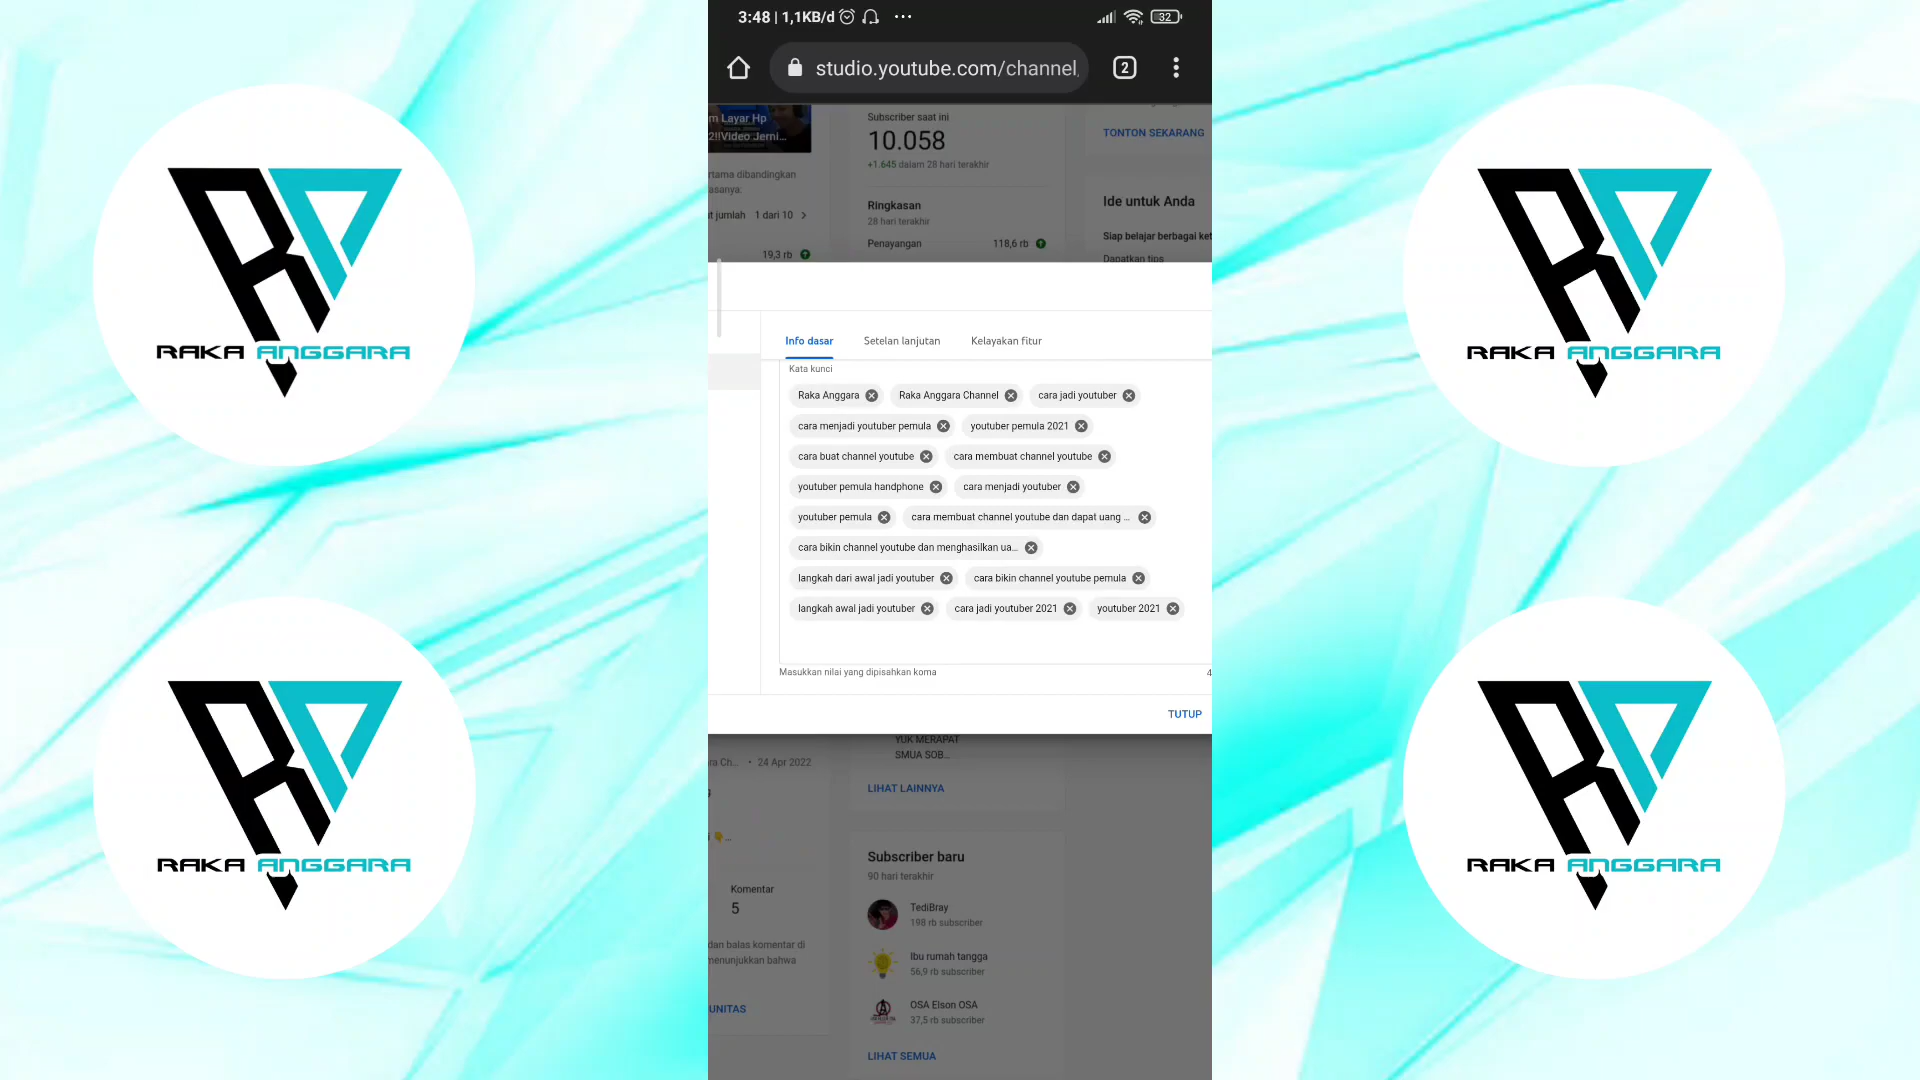 3:48 | 1,1KB/d
32
studio.youtube.com/channel
2
m Layar Hp
2!!Video Jerni...
Subscriber saat ini
10.058
+1.645 dalam 28 hari terakhir
TONTON SEKARANG
rtama dibandingkan
asanya:
t jumlah 1 dari 10
19,3 rb
Ringkasan
28 hari terakhir
Penayangan 118,6 rb
Ide untuk Anda
Siap belajar berbagai ket
Dapatkan tips
Info dasar Setelan lanjutan Kelayakan fitur
Kata kunci
Raka Anggara Raka Anggara Channel cara jadi youtuber
cara menjadi youtuber pemula youtuber pemula 2021
cara buat channel youtube cara membuat channel youtube
youtuber pemula handphone cara menjadi youtuber
youtuber pemula cara membuat channel youtube dan dapat uang ...
cara bikin channel youtube dan menghasilkan ua...
langkah dari awal jadi youtuber cara bikin channel youtube pemula
langkah awal jadi youtuber cara jadi youtuber 2021 youtuber 2021
Masukkan nilai yang dipisahkan koma 4
TUTUP
YUK MERAPAT
SMUA SOB...
ra Ch... • 24 Apr 2022
LIHAT LAINNYA
Komentar
5
dan balas komentar di
menunjukkan bahwa
UNITAS
Subscriber baru
90 hari terakhir
TediBray
198 rb subscriber
Ibu rumah tangga
56,9 rb subscriber
OSA Elson OSA
37,5 rb subscriber
LIHAT SEMUA
RAKA ANGGARA
RAKA ANGGARA
RAKA ANGGARA
RAKA ANGGARA